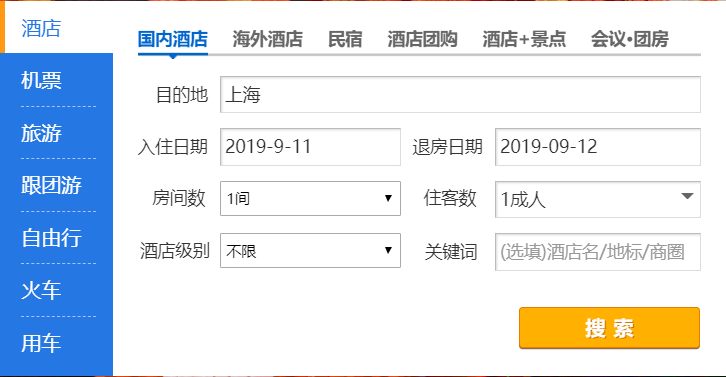 酒店
机票
旅游
跟团游
自由行
火车
用车
国内酒店 海外酒店 民宿 酒店团购 酒店+景点 会议·团房
目的地 上海
入住日期 2019-9-11 退房日期 2019-09-12
房间数 1间 住客数 1成人
酒店级别 不限 关键词 (选填)酒店名/地标/商圈
搜索